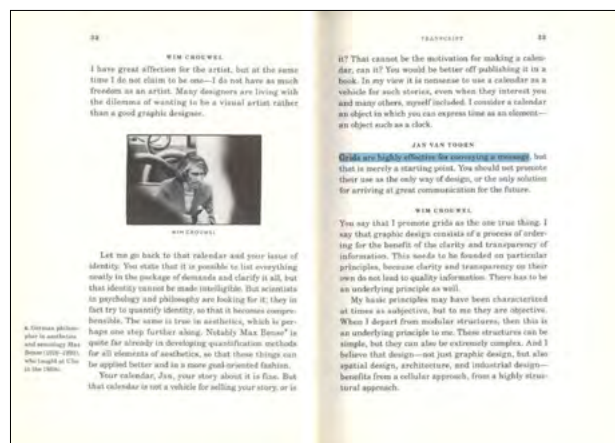 32
WIM CROUWEL
I have great affection for the artist, but at the same
time I do not claim to be one—I do not have as much
freedom as an artist. Many designers are living with
the dilemma of wanting to be a visual artist rather
than a good graphic designer.
WIM CROUWEL
Let me go back to that calendar and your issue of
identity. You state that it is possible to list everything
neatly in the package of demands and clarify it all, but
that identity cannot be made intelligible. But scientists
in psychology and philosophy are looking for it; they in
fact try to quantify identity, so that it becomes compre-
hensible. The same is true in aesthetics, which is per-
haps one step further along. Notably Max Bense is
quite far already in developing quantification methods
for all elements of aesthetics, so that these things can
be applied better and in a more goal-oriented fashion.
Your calendar, Jan, your story about it is fine. But
that calendar is not a vehicle for selling your story, or is
German philoso-
pher in aesthetics
and semiology Max
Bense
who taught at Ulm
in the
TRANSCRIPT
33
it? That cannot be the motivation for making a calen-
dar, can it? You would be better off publishing it in a
book. In my view it is nonsense to use a calendar as a
vehicle for such stories, even when they interest you
and many others, myself included. I consider a calendar
an object in which you can express time as an element—
an object such as a clock.
JAN VAN TOORN
Grids are highly effective for conveying a message, but
that is merely a starting point. You should not promote
their use as the only way of design, or the only solution
for arriving at great communication for the future.
WIM CROUWEL
You say that I promote grids as the one true thing. I
say that graphic design consists of a process of order-
ing for the benefit of the clarity and transparency of
information. This needs to be founded on particular
principles, because clarity and transparency on their
own do not lead to quality information. There has to be
an underlying principle as well.
My basic principles may have been characterized
at times as subjective, but to me they are objective.
When I depart from modular structures, then this is
an underlying principle to me. These structures can be
simple, but they can also be extremely complex. And I
believe that design—not just graphic design, but also
spatial design, architecture, and industrial design—
benefits from a cellular approach, from a highly struc-
tural approach.